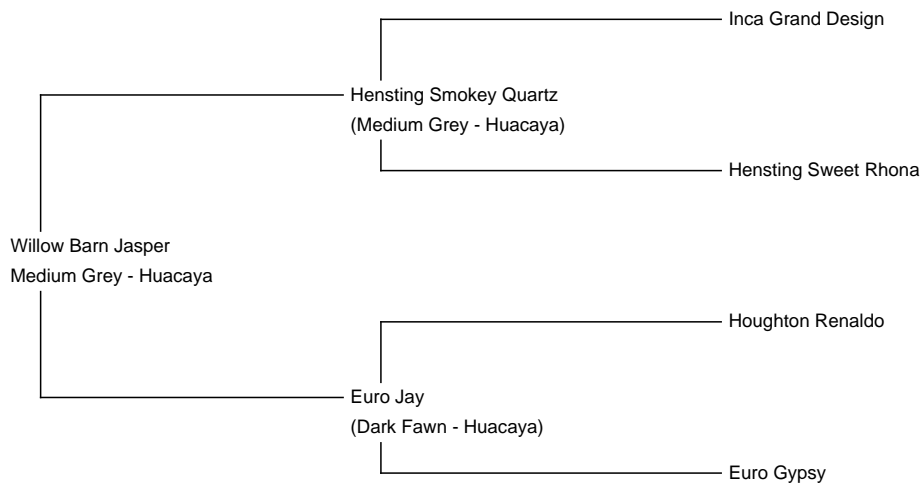 Inca Grand Design
Hensting Smokey Quartz
(Medium Grey - Huacaya)
Hensting Sweet Rhona
Willow Barn Jasper
Medium Grey - Huacaya
Houghton Renaldo
Euro Jay
(Dark Fawn - Huacaya)
Euro Gypsy